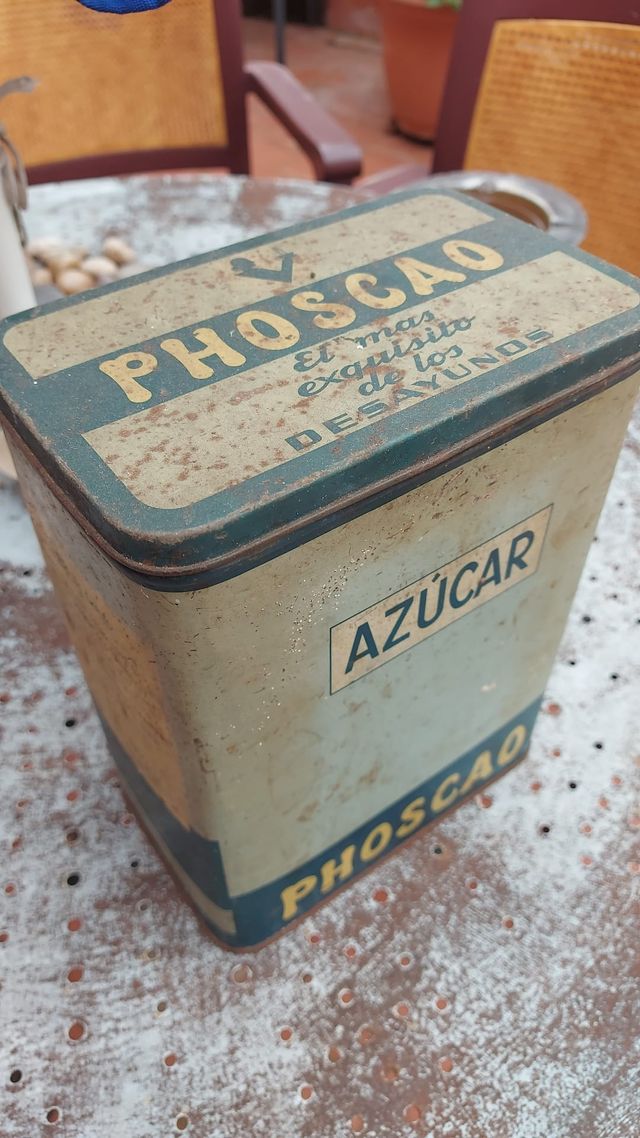 PHOSCAO
El mas
exquisito
de los
DESAYUNOS
AZÚCAR
PHOSCAO